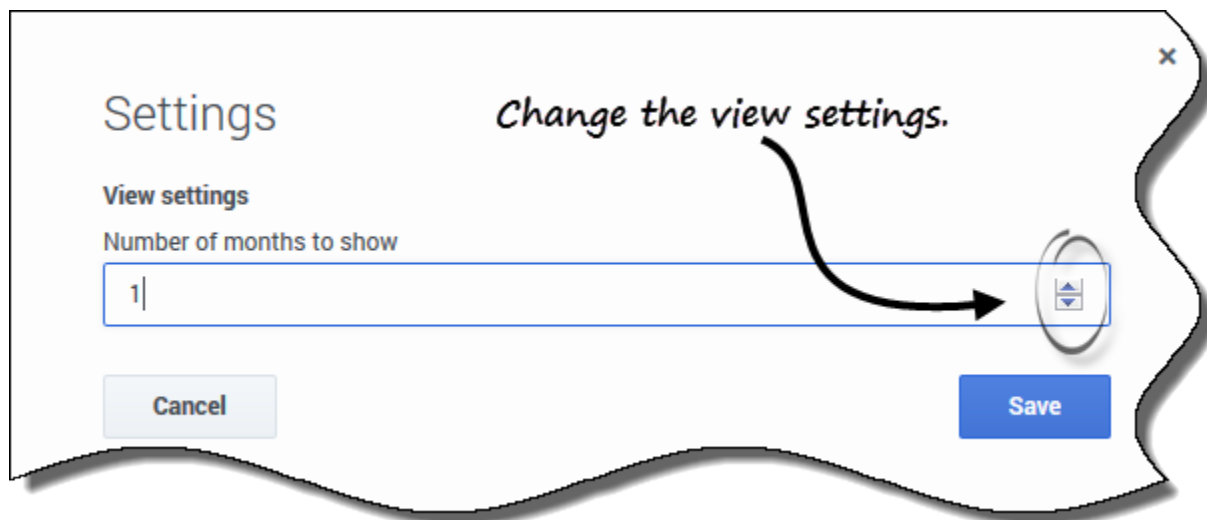 ×
Settings
Change the view settings.
View settings
Number of months to show
1
Cancel
Save